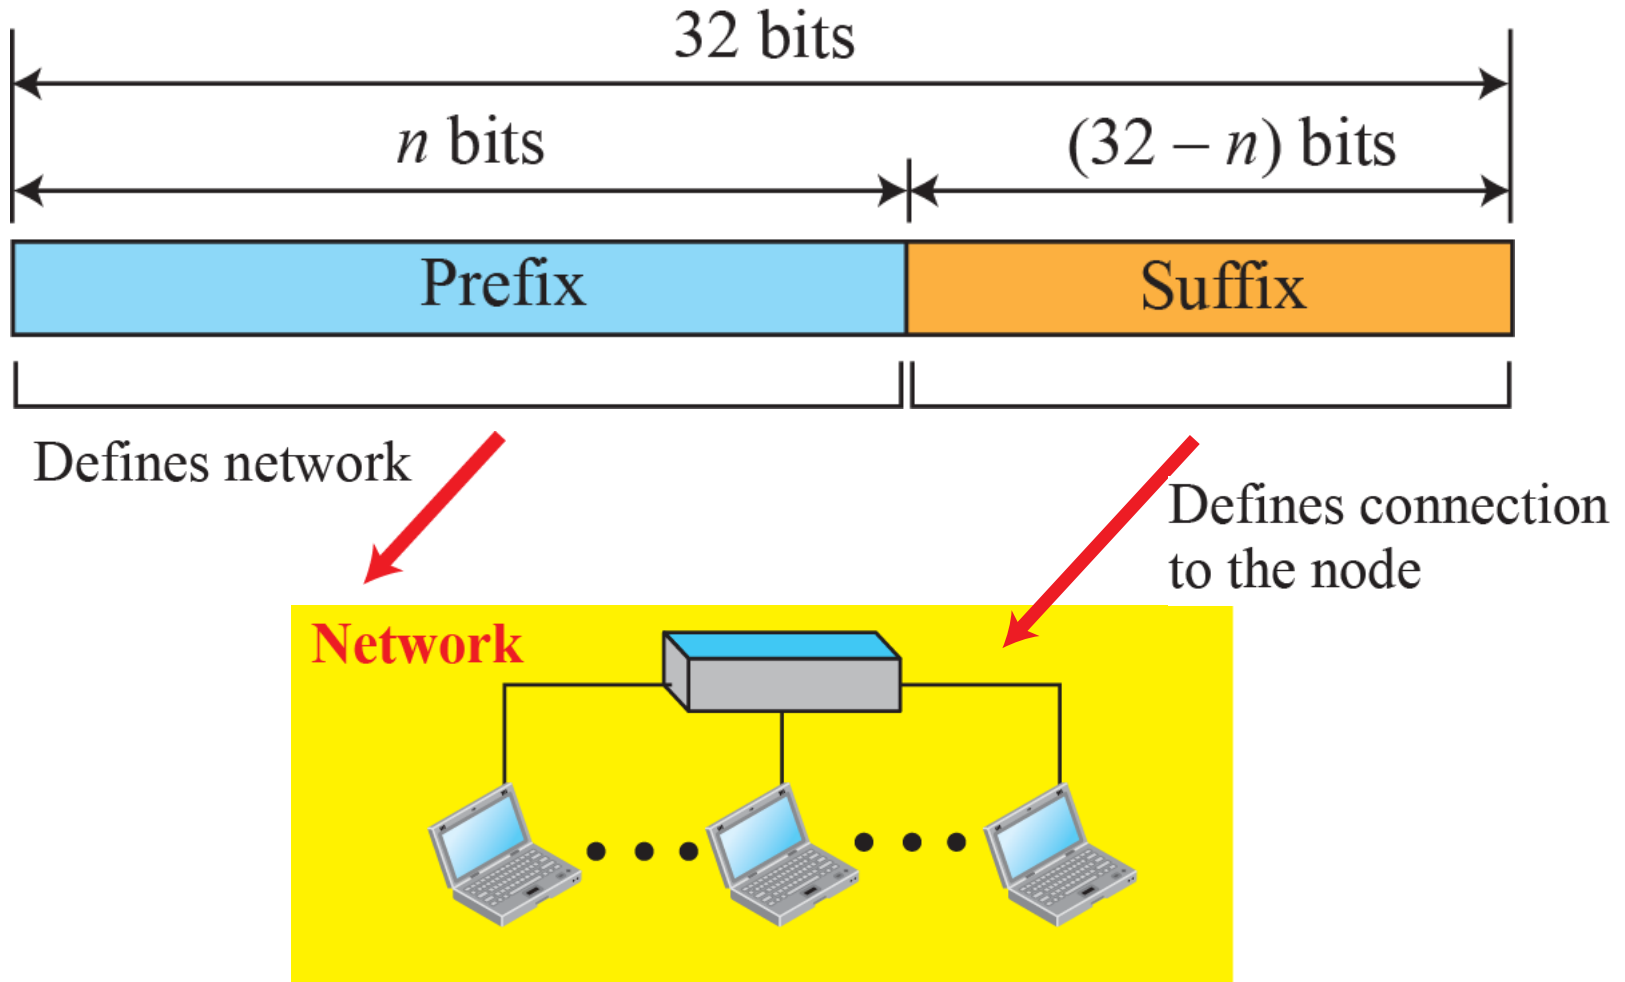 32 bits
n bits
(32 – n) bits
Prefix
Suffix
Defines network
Defines connection
to the node
Network